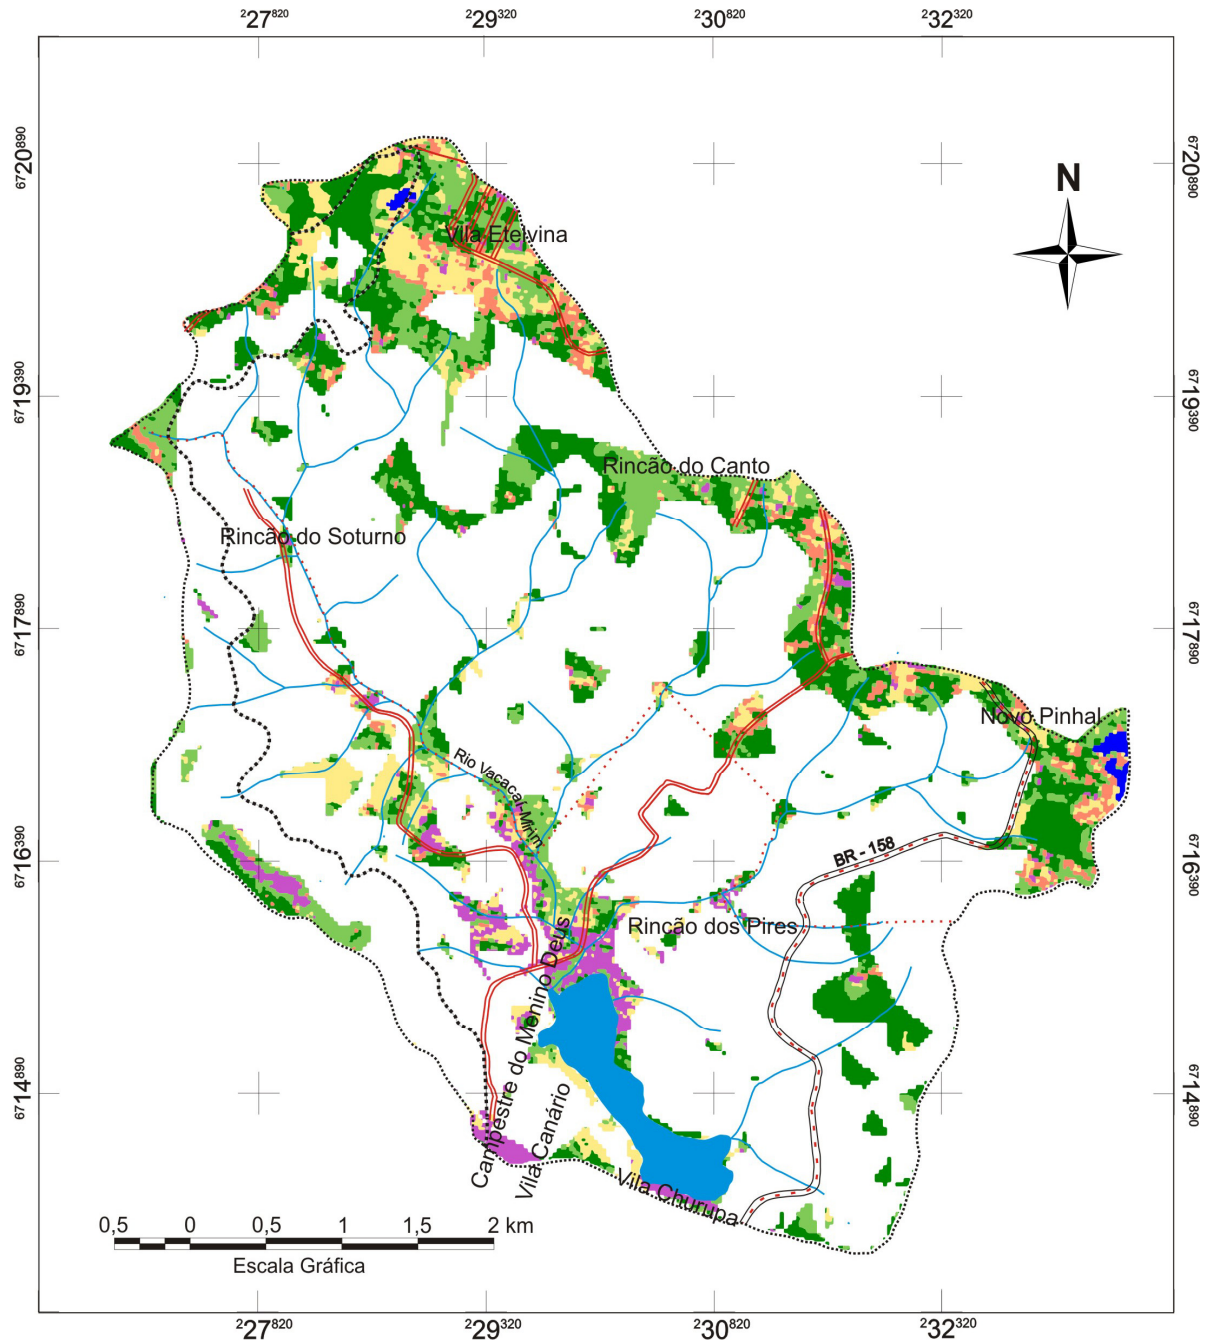 ²27⁸²⁰ ²29³²⁰ ²30⁸²⁰ ²32³²⁰
6720⁸⁹⁰
6720⁸⁹⁰
N
Vila Etelvina
6719³⁹⁰
6719³⁹⁰
Rincão do Canto
Rincão do Soturno
6717⁸⁹⁰
6717⁸⁹⁰
Novo Pinhal
Rio Vacacaí-Mirim
BR - 158
6716³⁹⁰
6716³⁹⁰
Rincão dos Pires
Campestre do Menino Deus
Vila Canário
6714⁸⁹⁰
6714⁸⁹⁰
Vila Churupa
0,5 0 0,5 1 1,5 2 km
Escala Gráfica
²27⁸²⁰ ²29³²⁰ ²30⁸²⁰ ²32³²⁰